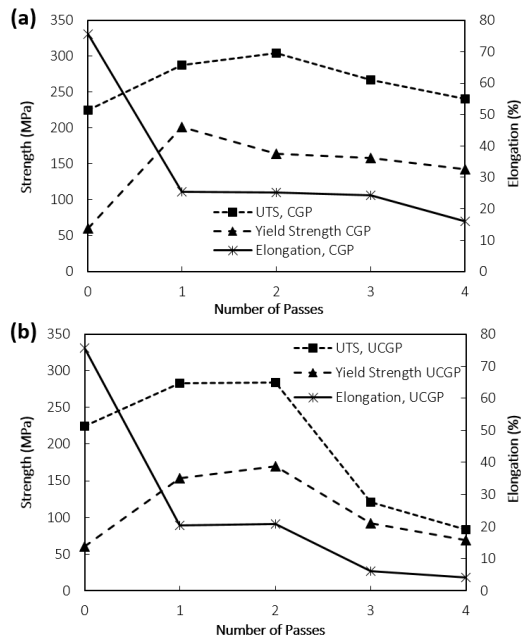 (a)
350
300
250
200
150
100
50
0
Strength (MPa)
80
70
60
50
40
30
20
10
0
Elongation (%)
UTS, CGP
Yield Strength CGP
Elongation, CGP
0 1 2 3 4
Number of Passes
(b)
350
300
250
200
150
100
50
0
Strength (MPa)
80
70
60
50
40
30
20
10
0
Elongation (%)
UTS, UCGP
Yield Strength UCGP
Elongation, UCGP
0 1 2 3 4
Number of Passes